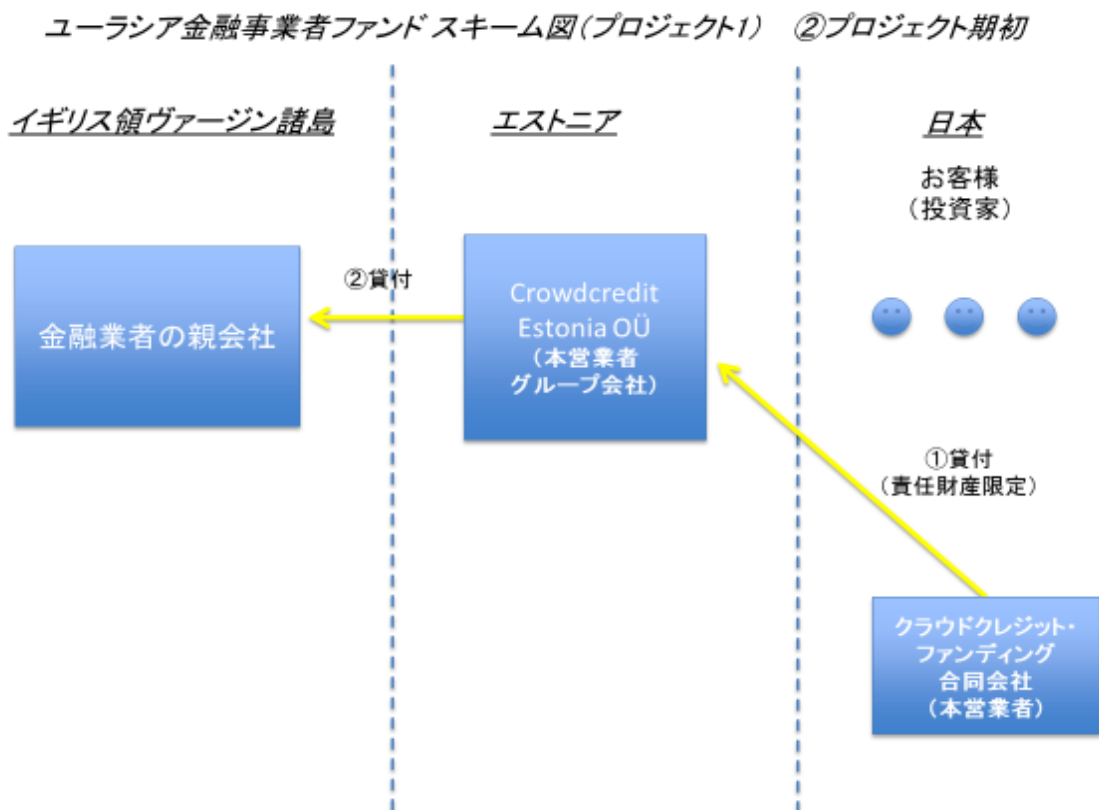 ユーラシア金融事業者ファンド スキーム図(プロジェクト1) ②プロジェクト期初
イギリス領ヴァージン諸島
エストニア
日本
お客様
(投資家)
金融業者の親会社
②貸付
Crowdcredit
Estonia OÜ
(本営業者
グループ会社)
①貸付
(責任財産限定)
クラウドクレジット・
ファンディング
合同会社
(本営業者)